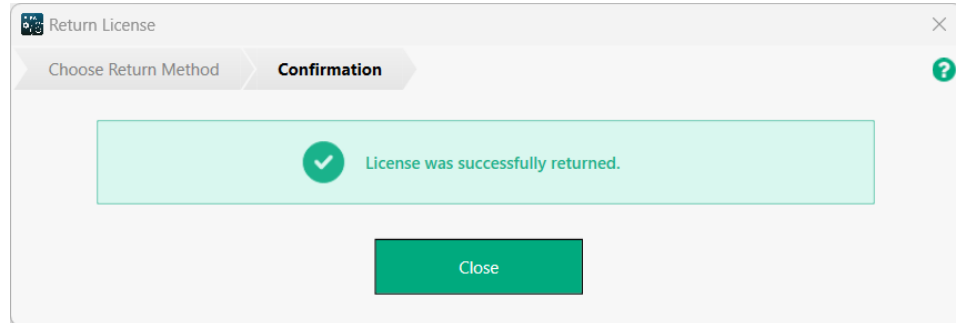 Return License
Choose Return Method
Confirmation
License was successfully returned.
Close